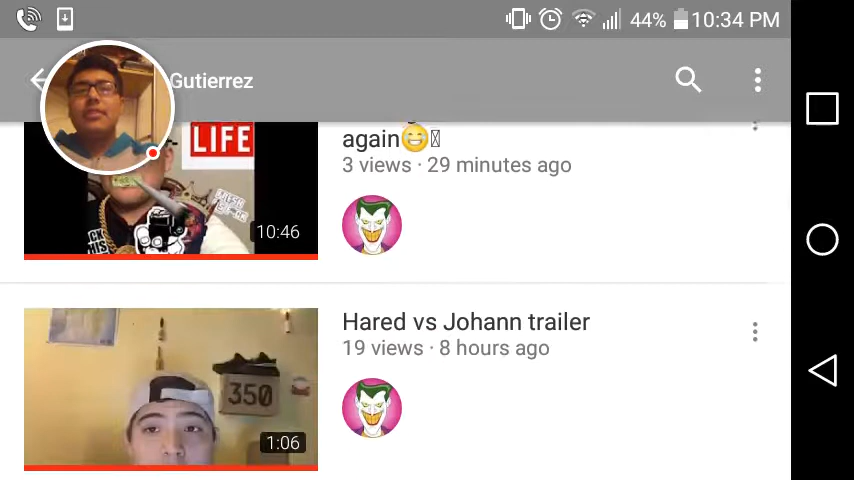 44% 10:34 PM
Gutierrez
LIFE
again😁
3 views · 29 minutes ago
10:46
Hared vs Johann trailer
19 views · 8 hours ago
350
1:06